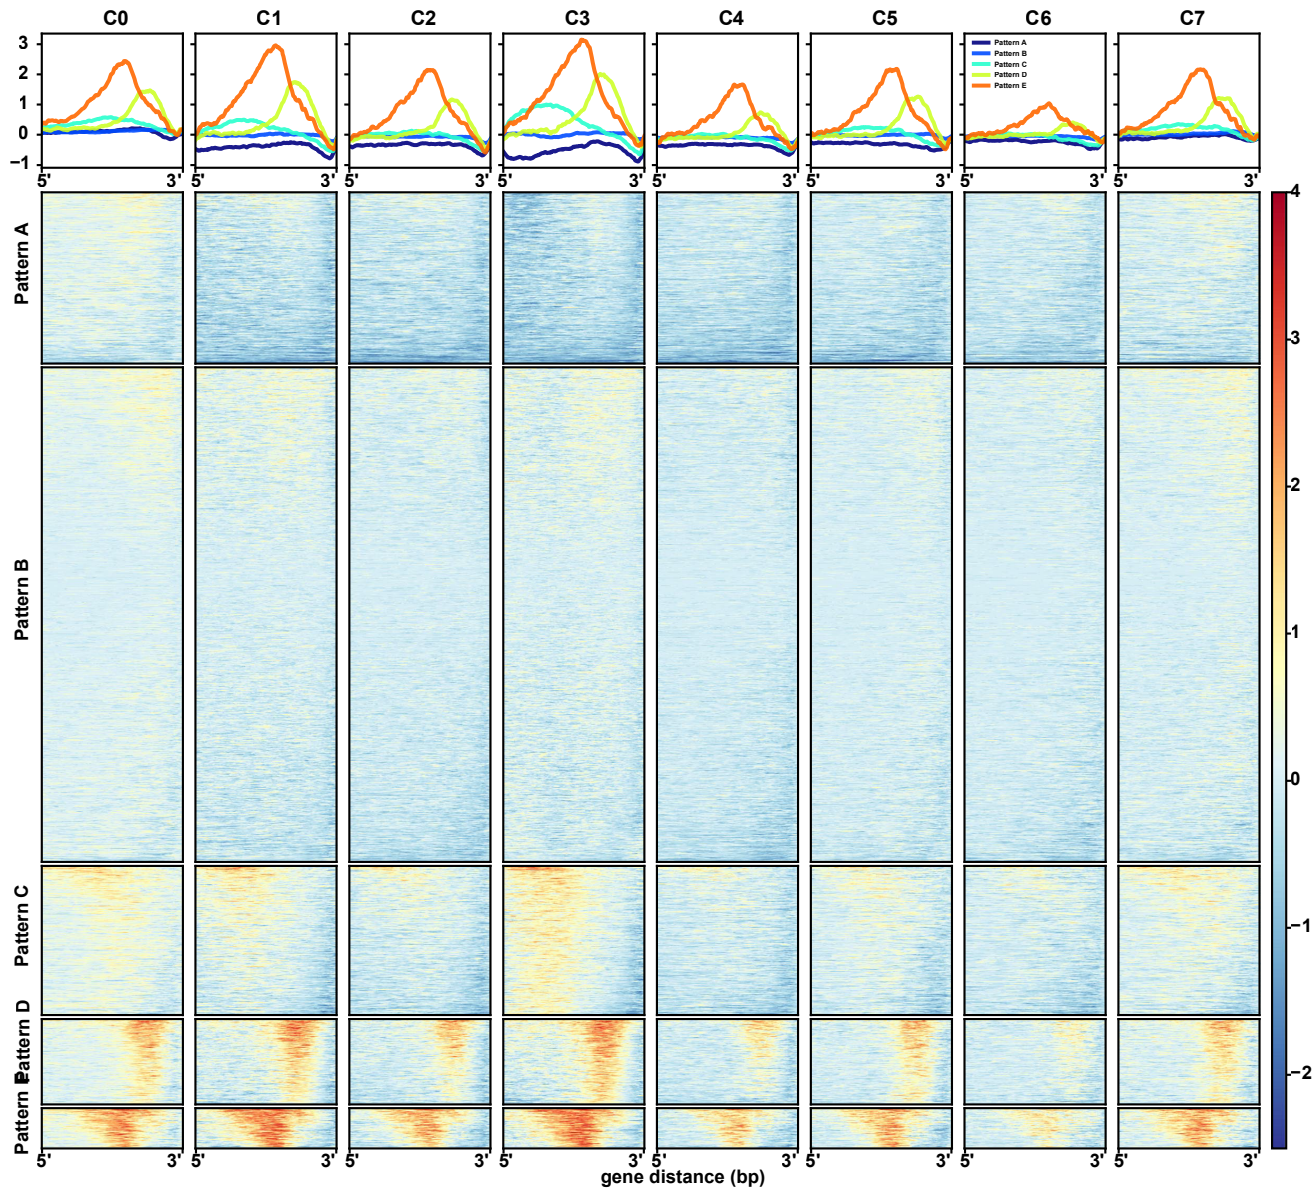 C0 C1 C2 C3 C4 C5 C6 C7
3
2
1
0
−1
Pattern A
Pattern B
Pattern C
Pattern D
Pattern E
5' 3' 5' 3' 5' 3' 5' 3' 5' 3' 5' 3' 5' 3' 5' 3'
Pattern A
Pattern B
Pattern C
Pattern D
Pattern E
4
3
2
1
0
−1
−2
5' 3' 5' 3' 5' 3' 5' 3' 5' 3' 5' 3' 5' 3' 5' 3'
gene distance (bp)